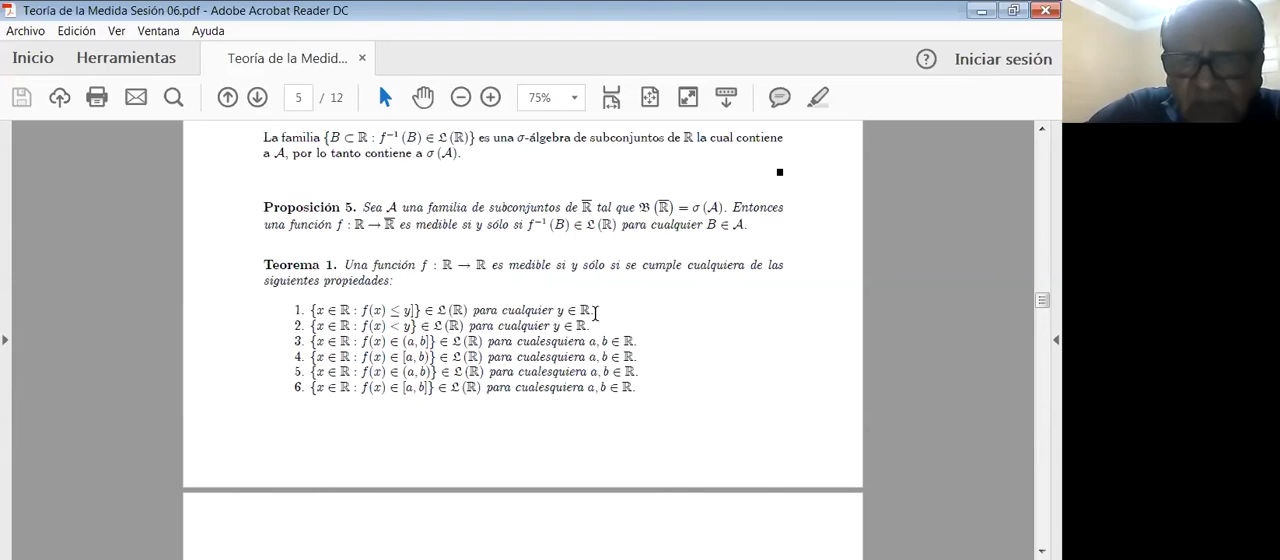 Teoría de la Medida Sesión 06.pdf - Adobe Acrobat Reader DC
Archivo Edición Ver Ventana Ayuda
Inicio Herramientas Teoría de la Medid... × Iniciar sesión
5 / 12 75%
La familia {B ⊂ ℝ : f⁻¹ (B) ∈ 𝔏 (ℝ)} es una σ-álgebra de subconjuntos de ℝ la cual contiene
a 𝒜, por lo tanto contiene a σ (𝒜).
■
Proposición 5. Sea 𝒜 una familia de subconjuntos de ℝ̅ tal que 𝔅 (ℝ̅) = σ (𝒜). Entonces
una función f : ℝ → ℝ̅ es medible si y sólo si f⁻¹ (B) ∈ 𝔏 (ℝ) para cualquier B ∈ 𝒜.
Teorema 1. Una función f : ℝ → ℝ es medible si y sólo si se cumple cualquiera de las
siguientes propiedades:
1. {x ∈ ℝ : f(x) ≤ y]} ∈ 𝔏 (ℝ) para cualquier y ∈ ℝ.
2. {x ∈ ℝ : f(x) < y} ∈ 𝔏 (ℝ) para cualquier y ∈ ℝ.
3. {x ∈ ℝ : f(x) ∈ (a, b]} ∈ 𝔏 (ℝ) para cualesquiera a, b ∈ ℝ.
4. {x ∈ ℝ : f(x) ∈ [a, b)} ∈ 𝔏 (ℝ) para cualesquiera a, b ∈ ℝ.
5. {x ∈ ℝ : f(x) ∈ (a, b)} ∈ 𝔏 (ℝ) para cualesquiera a, b ∈ ℝ.
6. {x ∈ ℝ : f(x) ∈ [a, b]} ∈ 𝔏 (ℝ) para cualesquiera a, b ∈ ℝ.